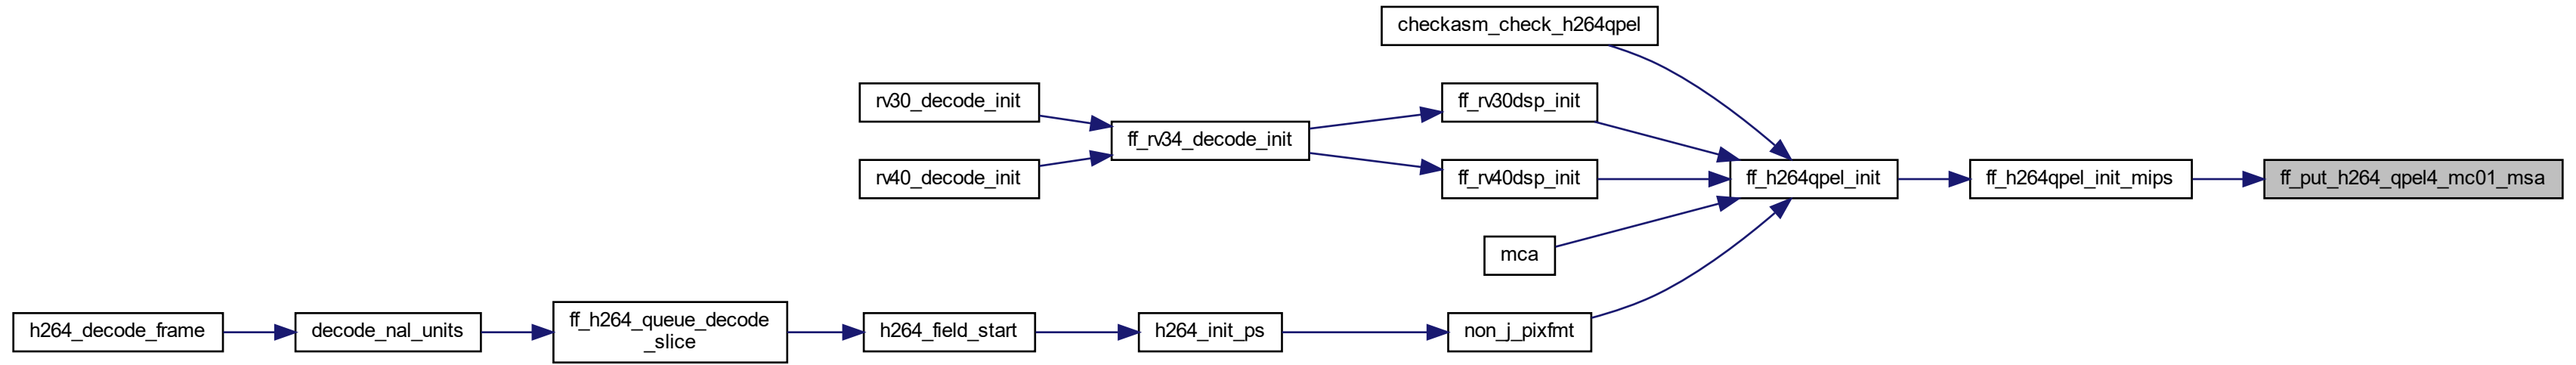 checkasm_check_h264qpel
rv30_decode_init
ff_rv30dsp_init
ff_rv34_decode_init
rv40_decode_init
ff_rv40dsp_init
ff_h264qpel_init
ff_h264qpel_init_mips
ff_put_h264_qpel4_mc01_msa
mca
h264_decode_frame
decode_nal_units
ff_h264_queue_decode
_slice
h264_field_start
h264_init_ps
non_j_pixfmt